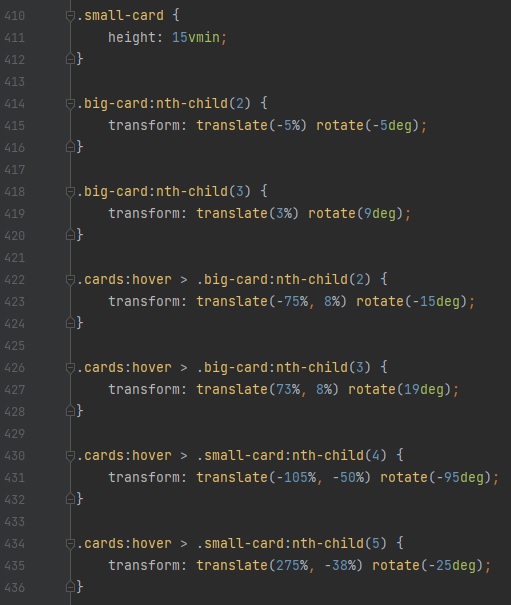 410 .small-card {
411     height: 15vmin;
412 }
413
414 .big-card:nth-child(2) {
415     transform: translate(-5%) rotate(-5deg);
416 }
417
418 .big-card:nth-child(3) {
419     transform: translate(3%) rotate(9deg);
420 }
421
422 .cards:hover > .big-card:nth-child(2) {
423     transform: translate(-75%, 8%) rotate(-15deg);
424 }
425
426 .cards:hover > .big-card:nth-child(3) {
427     transform: translate(73%, 8%) rotate(19deg);
428 }
429
430 .cards:hover > .small-card:nth-child(4) {
431     transform: translate(-105%, -50%) rotate(-95deg);
432 }
433
434 .cards:hover > .small-card:nth-child(5) {
435     transform: translate(275%, -38%) rotate(-25deg);
436 }